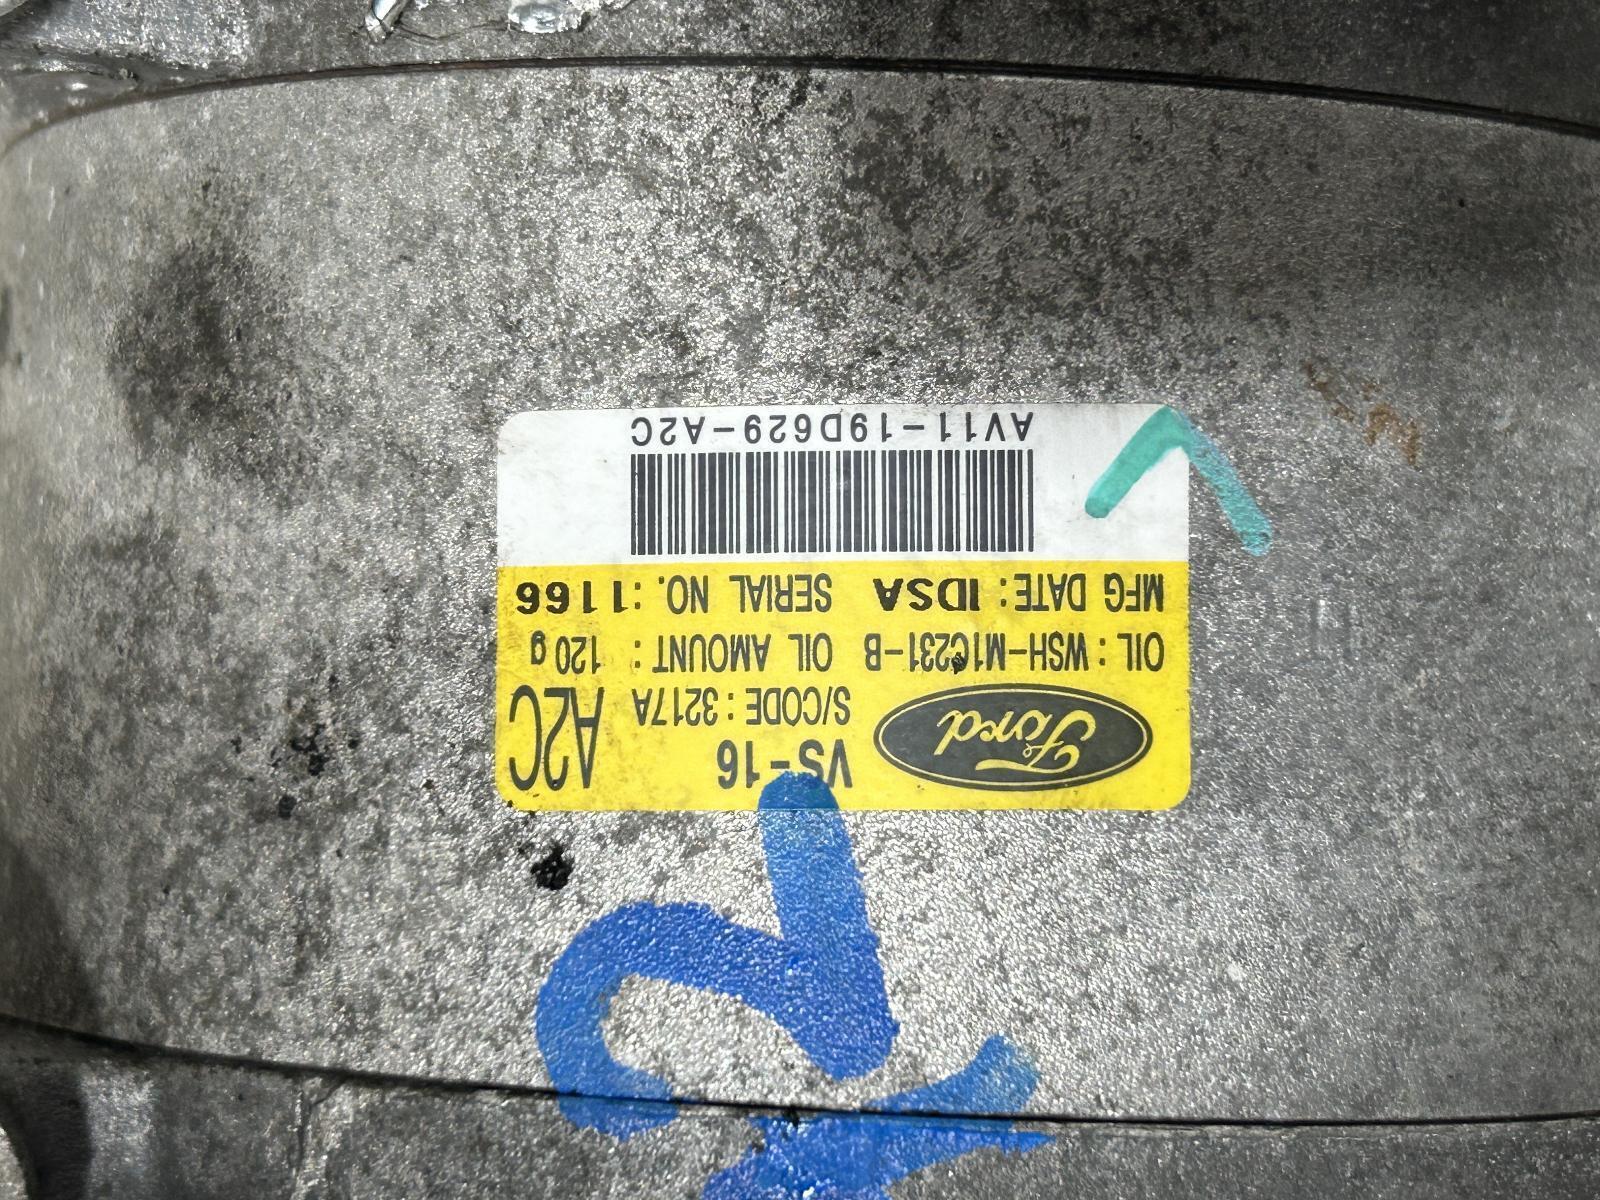 Ford
VS-16
A2C
S/CODE : 3217A
OIL : WSH-M1C231-B OIL AMOUNT : 120 g
MFG DATE : 1DSA SERIAL NO. : 1166
AV11-19D629-A2C